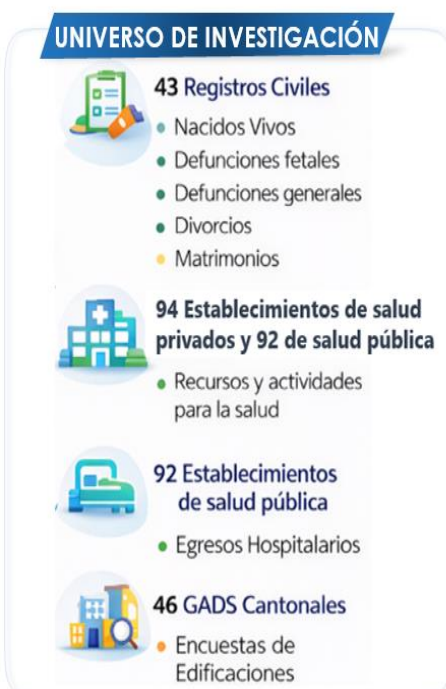 UNIVERSO DE INVESTIGACIÓN
43 Registros Civiles
• Nacidos Vivos
• Defunciones fetales
• Defunciones generales
• Divorcios
• Matrimonios
94 Establecimientos de salud
privados y 92 de salud pública
• Recursos y actividades
para la salud
92 Establecimientos
de salud pública
• Egresos Hospitalarios
46 GADS Cantonales
• Encuestas de
Edificaciones